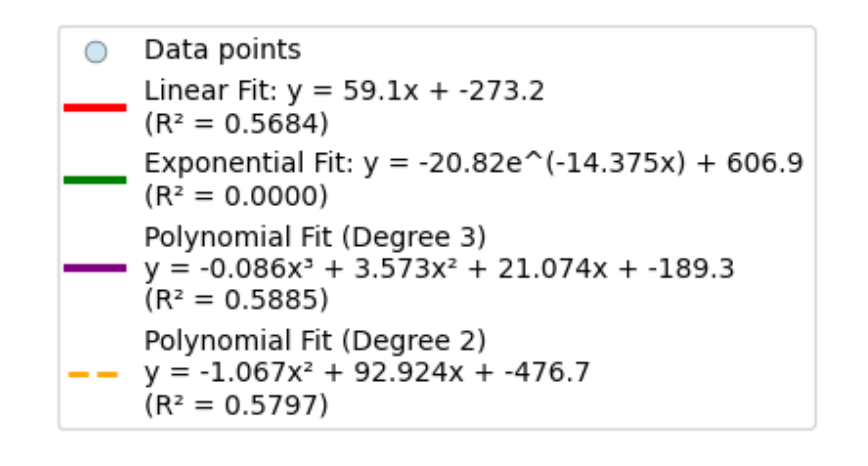 Data points
Linear Fit: y = 59.1x + -273.2
(R² = 0.5684)
Exponential Fit: y = -20.82e^(-14.375x) + 606.9
(R² = 0.0000)
Polynomial Fit (Degree 3)
y = -0.086x³ + 3.573x² + 21.074x + -189.3
(R² = 0.5885)
Polynomial Fit (Degree 2)
y = -1.067x² + 92.924x + -476.7
(R² = 0.5797)